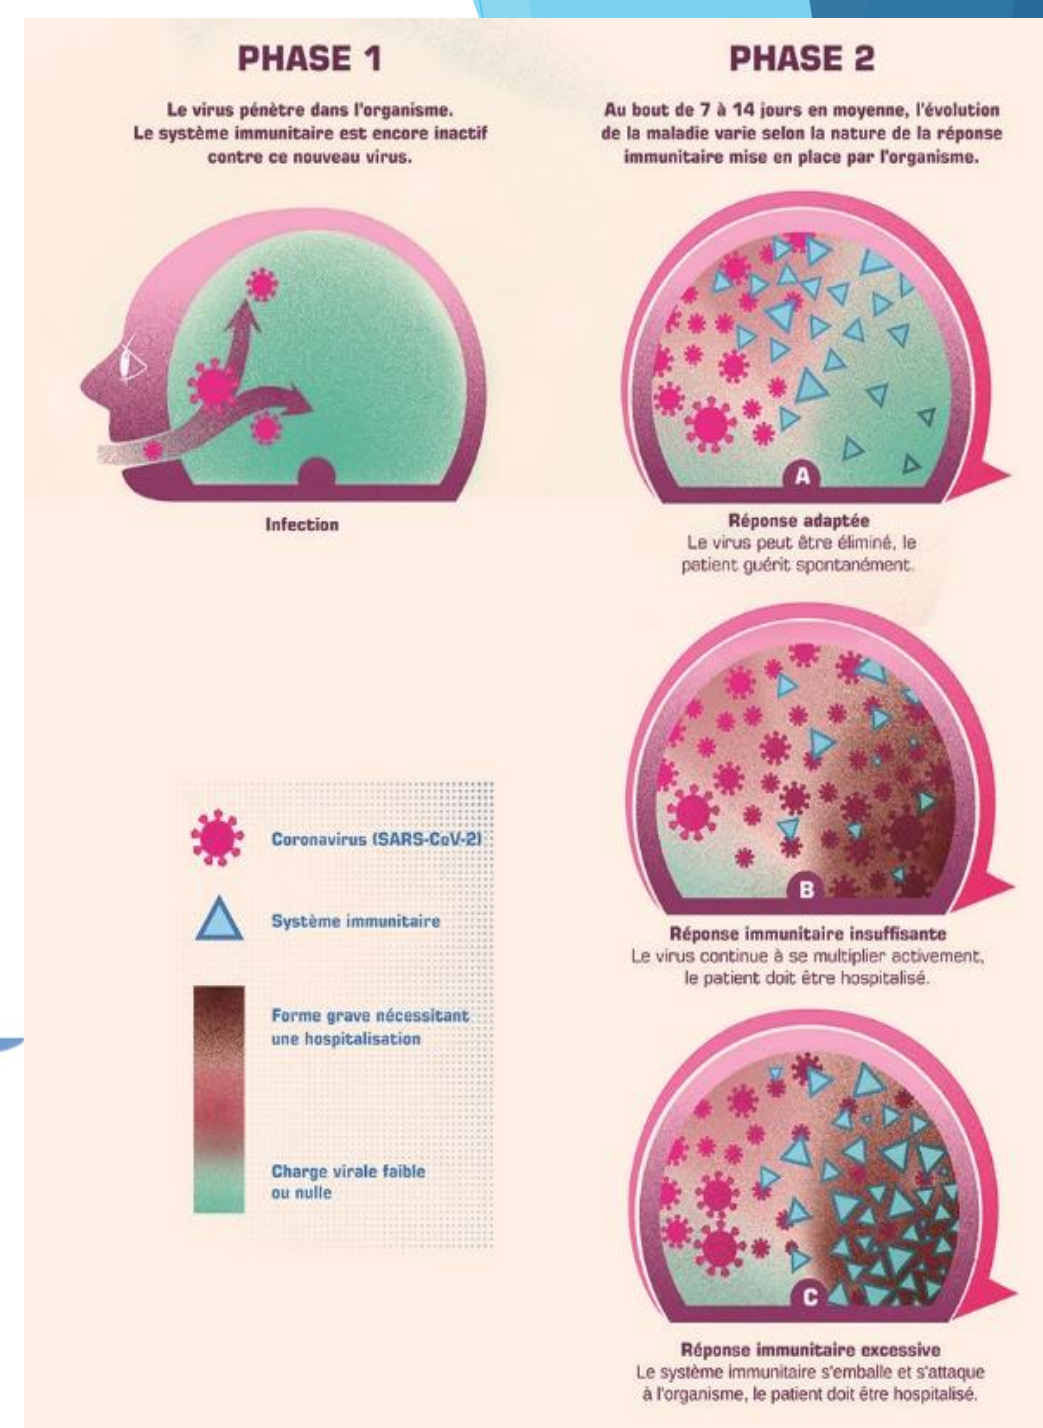 PHASE 1
Le virus pénètre dans l'organisme.
Le système immunitaire est encore inactif
contre ce nouveau virus.
Infection
PHASE 2
Au bout de 7 à 14 jours en moyenne, l'évolution
de la maladie varie selon la nature de la réponse
immunitaire mise en place par l'organisme.
A
Réponse adaptée
Le virus peut être éliminé, le
patient guérit spontanément.
B
Réponse immunitaire insuffisante
Le virus continue à se multiplier activement,
le patient doit être hospitalisé.
C
Réponse immunitaire excessive
Le système immunitaire s'emballe et s'attaque
à l'organisme, le patient doit être hospitalisé.
Coronavirus (SARS-CoV-2)
Système immunitaire
Forme grave nécessitant
une hospitalisation
Charge virale faible
ou nulle